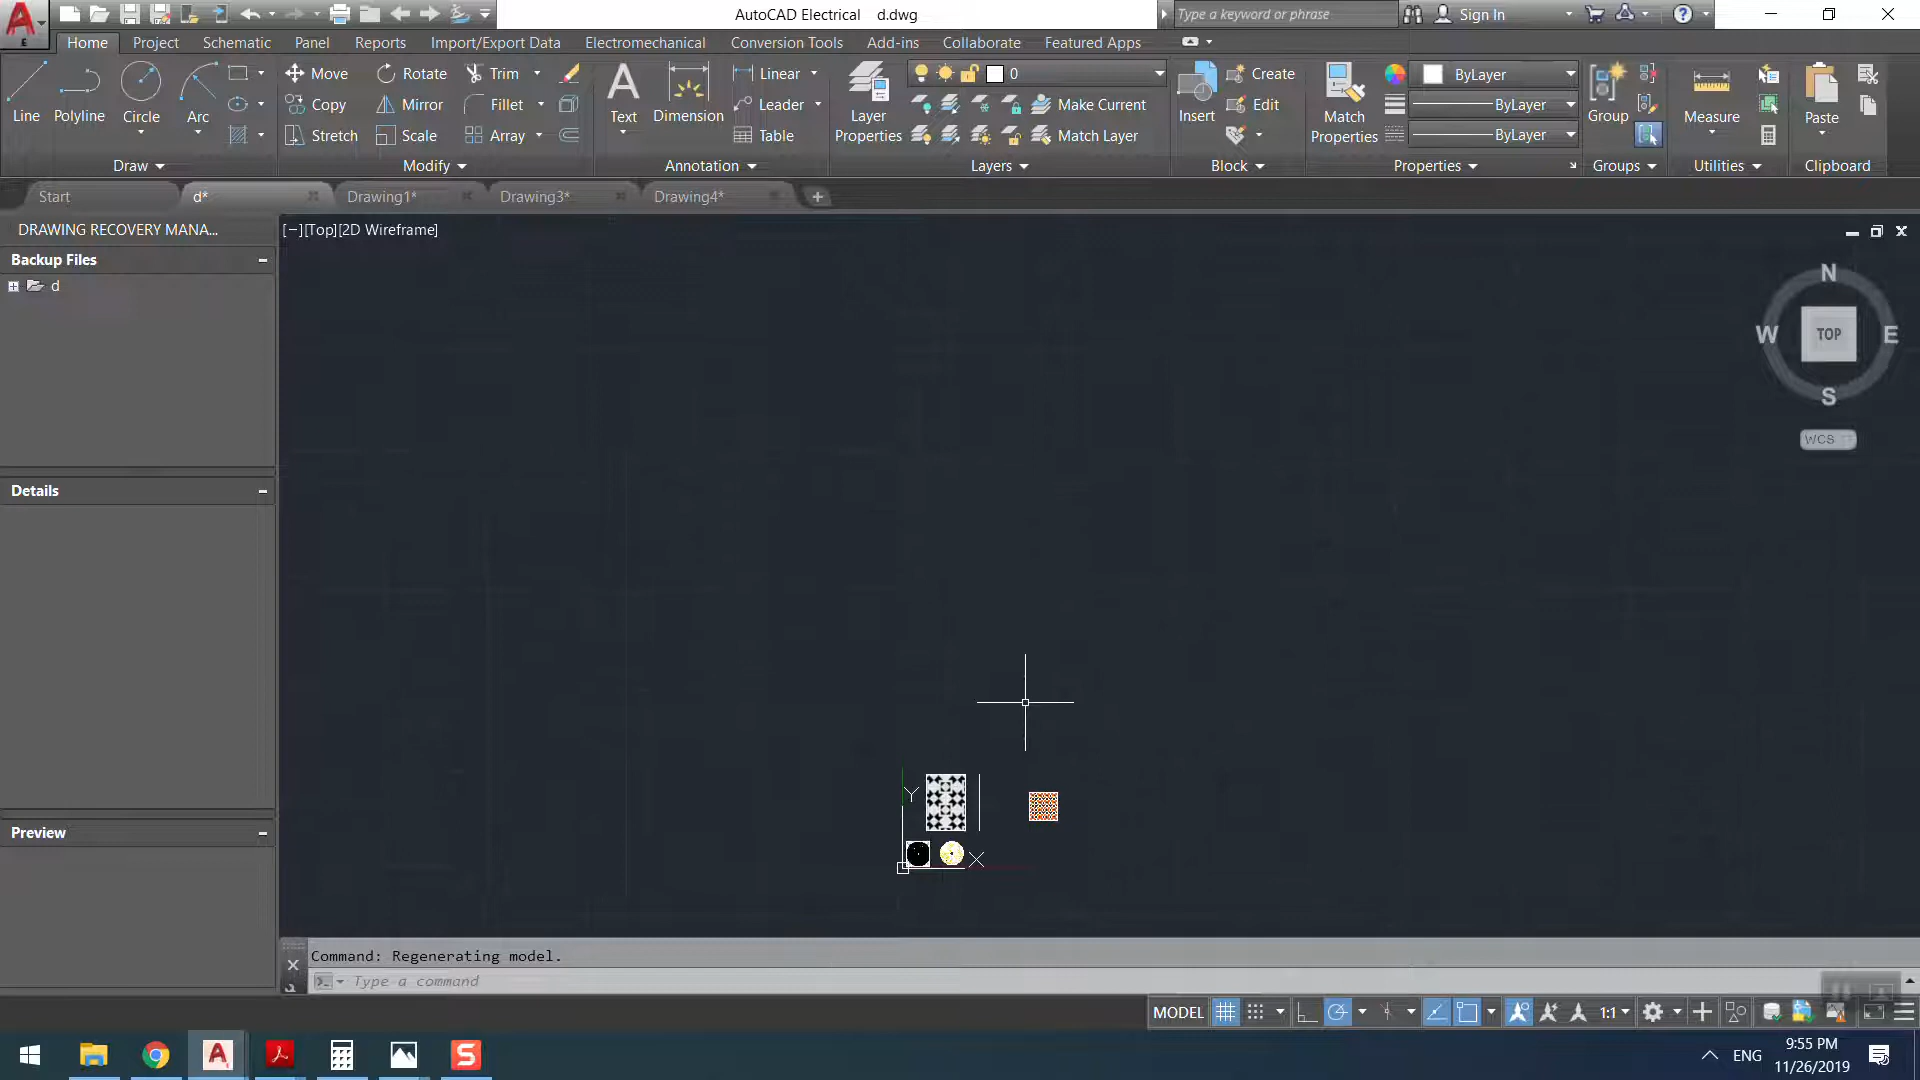 AutoCAD Electrical d.dwg
Type a keyword or phrase
Sign In
Home Project Schematic Panel Reports Import/Export Data Electromechanical Conversion Tools Add-ins Collaborate Featured Apps
Line
Polyline
Circle
Arc
Draw
Move Rotate Trim
Copy Mirror Fillet
Stretch Scale Array
Modify
Text
Dimension
Linear
Leader
Table
Annotation
Layer
Properties
0
Make Current
Match Layer
Layers
Insert
Create
Edit
Block
Match
Properties
ByLayer
ByLayer
ByLayer
Properties
Group
Groups
Measure
Utilities
Paste
Clipboard
Start d* Drawing1* Drawing3* Drawing4*
DRAWING RECOVERY MANA...
Backup Files
d
Details
Preview
[−][Top][2D Wireframe]
N
W TOP E
S
WCS
Y
X
Command: Regenerating model.
Type a command
MODEL 1:1
ENG
9:55 PM
11/26/2019